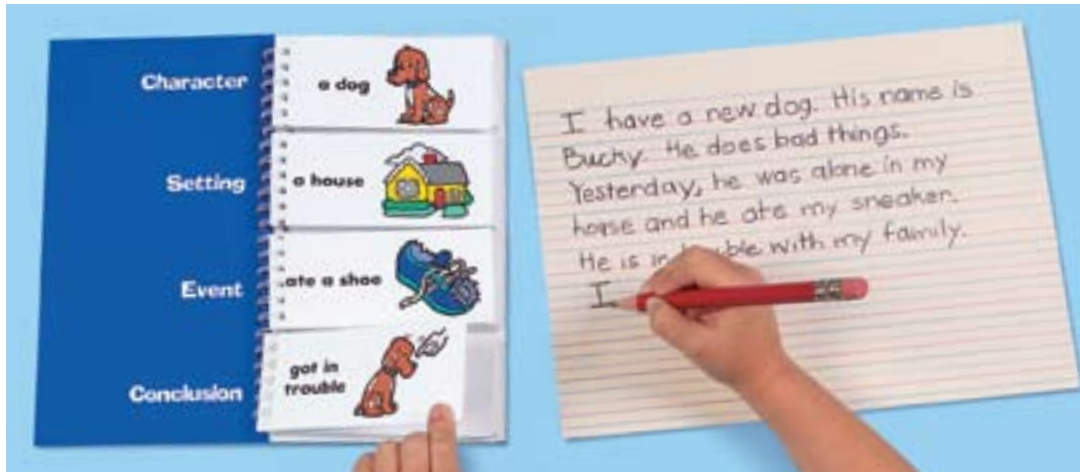 Character
a dog
Setting
a house
Event
ate a shoe
Conclusion
got in
trouble
I have a new dog. His name is
Bucky. He does bad things.
Yesterday, he was alone in my
house and he ate my sneaker.
He is in trouble with my family.
I